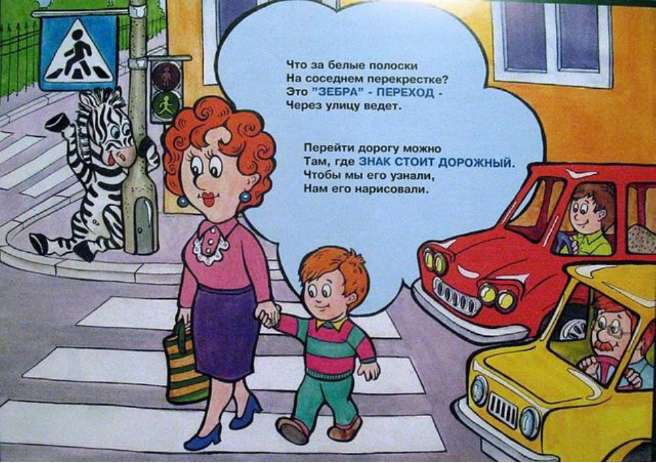 Что за белые полоски
На соседнем перекрестке?
Это "ЗЕБРА" - ПЕРЕХОД -
Через улицу ведет.
Перейти дорогу можно
Там, где ЗНАК СТОИТ ДОРОЖНЫЙ.
Чтобы мы его узнали,
Нам его нарисовали.